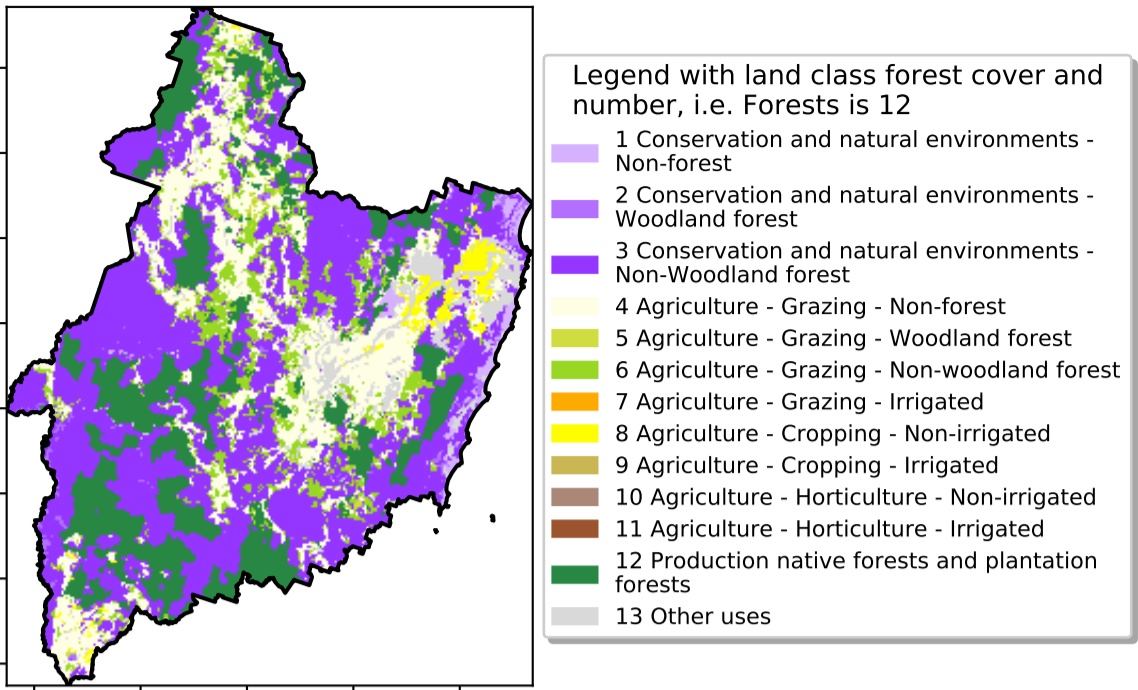 Legend with land class forest cover and
number, i.e. Forests is 12
1 Conservation and natural environments -
Non-forest
2 Conservation and natural environments -
Woodland forest
3 Conservation and natural environments -
Non-Woodland forest
4 Agriculture - Grazing - Non-forest
5 Agriculture - Grazing - Woodland forest
6 Agriculture - Grazing - Non-woodland forest
7 Agriculture - Grazing - Irrigated
8 Agriculture - Cropping - Non-irrigated
9 Agriculture - Cropping - Irrigated
10 Agriculture - Horticulture - Non-irrigated
11 Agriculture - Horticulture - Irrigated
12 Production native forests and plantation
forests
13 Other uses